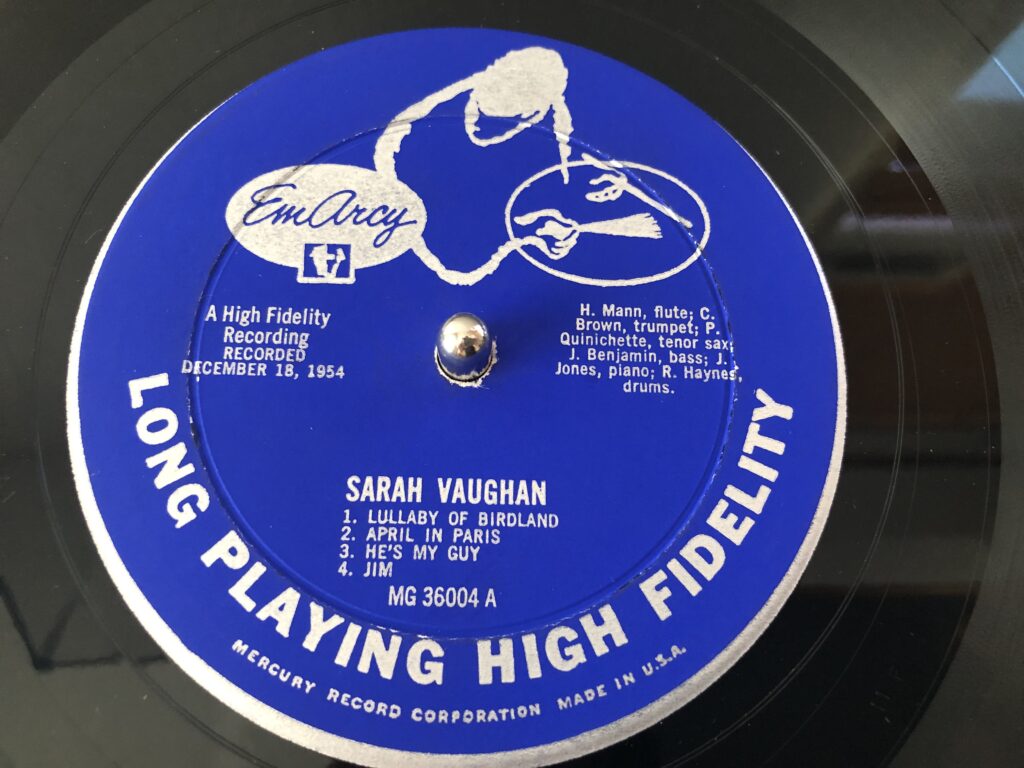 EmArcy
A High Fidelity
Recording
RECORDED
DECEMBER 18, 1954
H. Mann, flute; C.
Brown, trumpet; P.
Quinichette, tenor sax;
J. Benjamin, bass; J.
Jones, piano; R. Haynes,
drums.
SARAH VAUGHAN
1. LULLABY OF BIRDLAND
2. APRIL IN PARIS
3. HE'S MY GUY
4. JIM
MG 36004 A
LONG PLAYING HIGH FIDELITY
MERCURY RECORD CORPORATION MADE IN U.S.A.